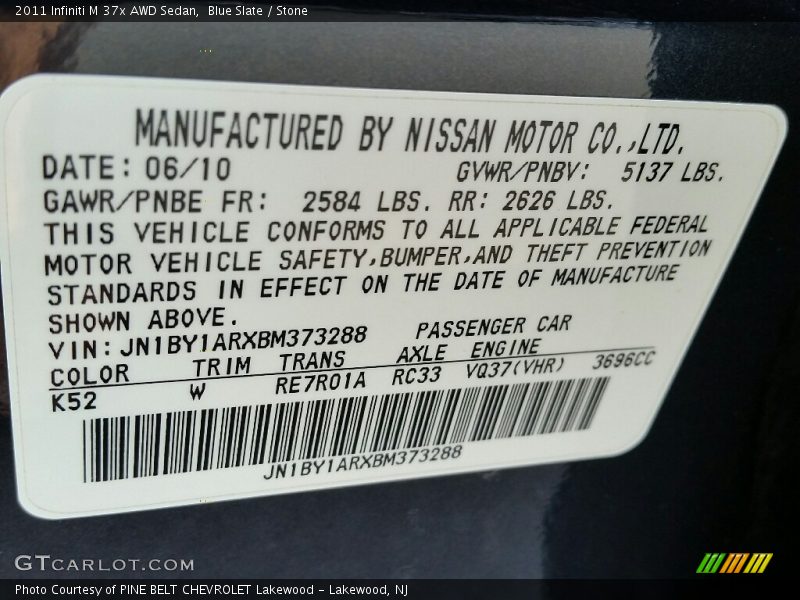 2011 Infiniti M 37x AWD Sedan,  Blue Slate / Stone
MANUFACTURED BY NISSAN MOTOR CO.,LTD.
DATE: 06/10 GVWR/PNBV: 5137 LBS.
GAWR/PNBE FR: 2584 LBS. RR: 2626 LBS.
THIS VEHICLE CONFORMS TO ALL APPLICABLE FEDERAL
MOTOR VEHICLE SAFETY,BUMPER,AND THEFT PREVENTION
STANDARDS IN EFFECT ON THE DATE OF MANUFACTURE
SHOWN ABOVE.
VIN: JN1BY1ARXBM373288 PASSENGER CAR
COLOR TRIM TRANS AXLE ENGINE
K52 W RE7R01A RC33 VQ37(VHR) 3696CC
JN1BY1ARXBM373288
GTCARLOT.COM
Photo Courtesy of PINE BELT CHEVROLET Lakewood - Lakewood, NJ